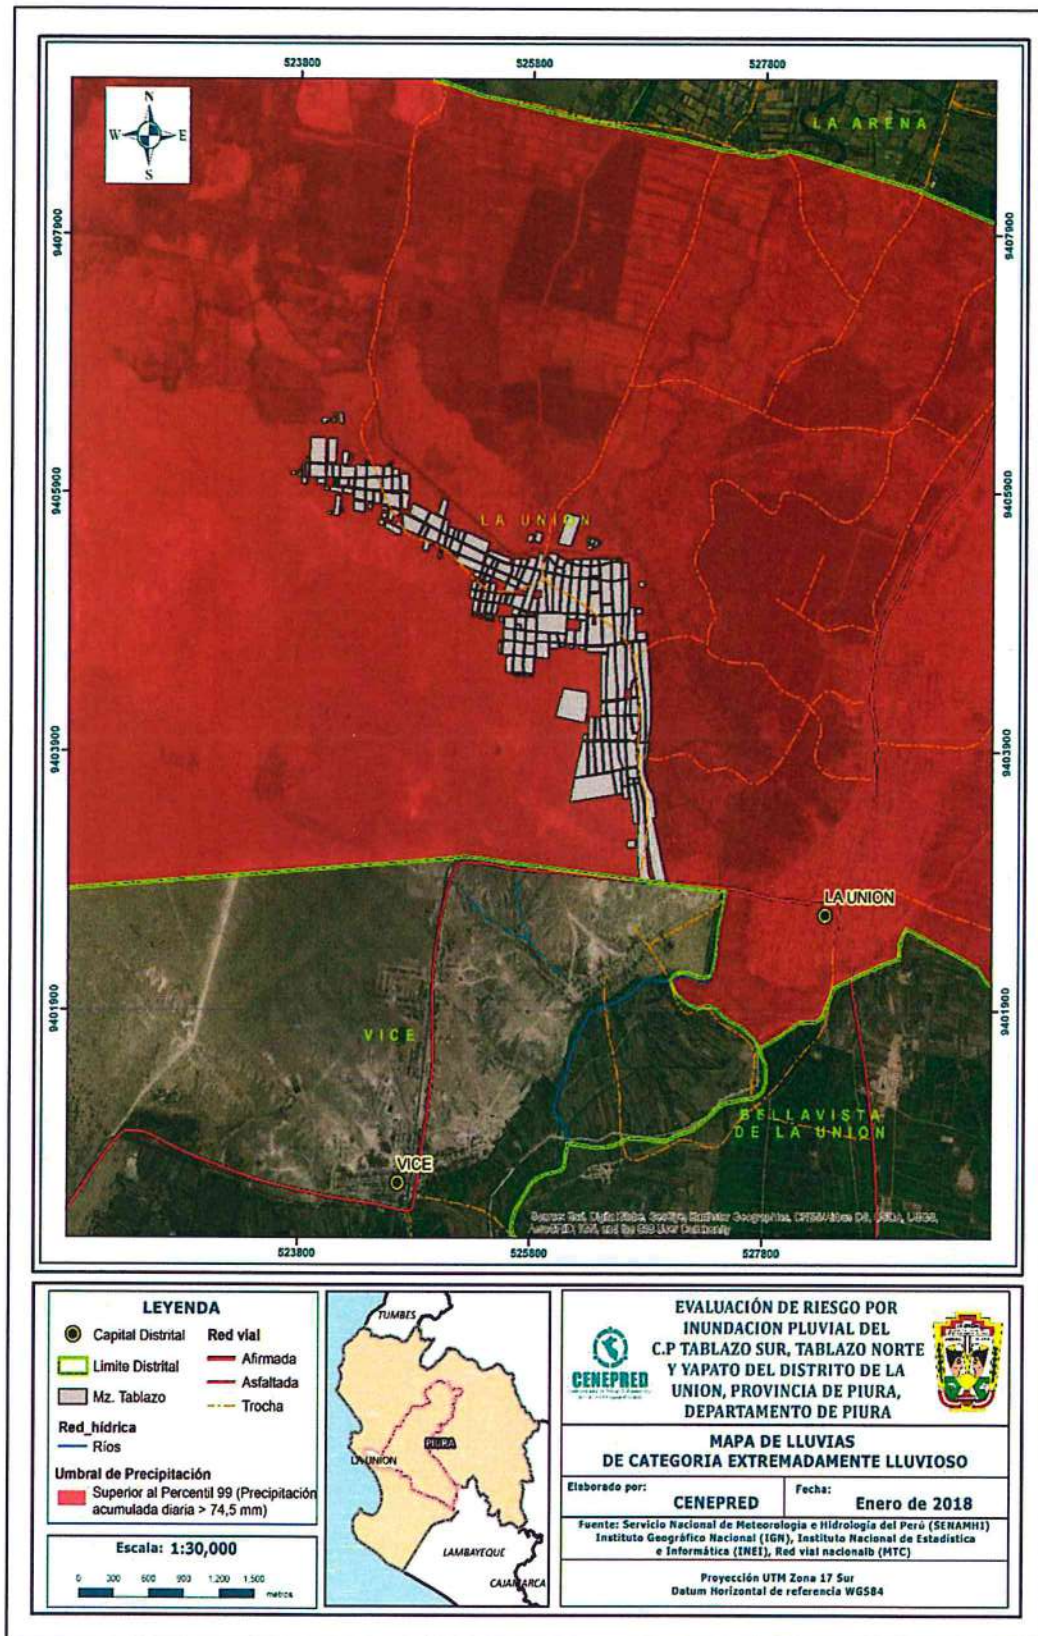 523800
525800
527800
N
W
E
S
LA ARENA
9407900
9407900
9405900
9405900
LA UNION
9403900
9403900
LA UNION
9401900
9401900
VICE
BELLAVISTA
DE LA UNION
VICE
523800
525800
527800
LEYENDA
Capital Distrital
Limite Distrital
Mz. Tablazo
Red_hídrica
Ríos
Red vial
Afirmada
Asfaltada
Trocha
Umbral de Precipitación
Superior al Percentil 99 (Precipitación
acumulada diaria > 74,5 mm)
Escala: 1:30,000
0 300 600 900 1.200 1.500
metros
TUMBES
PIURA
LA UNION
LAMBAYEQUE
CAJAMARCA
CENEPRED
EVALUACIÓN DE RIESGO POR
INUNDACION PLUVIAL DEL
C.P TABLAZO SUR, TABLAZO NORTE
Y YAPATO DEL DISTRITO DE LA
UNION, PROVINCIA DE PIURA,
DEPARTAMENTO DE PIURA
MAPA DE LLUVIAS
DE CATEGORIA EXTREMADAMENTE LLUVIOSO
Elaborado por:
CENEPRED
Fecha:
Enero de 2018
Fuente: Servicio Nacional de Meteorología e Hidrología del Perú (SENAMHI)
Instituto Geográfico Nacional (IGN), Instituto Nacional de Estadística
e Informática (INEI), Red vial nacionalb (MTC)
Proyección UTM Zona 17 Sur
Datum Horizontal de referencia WGS84